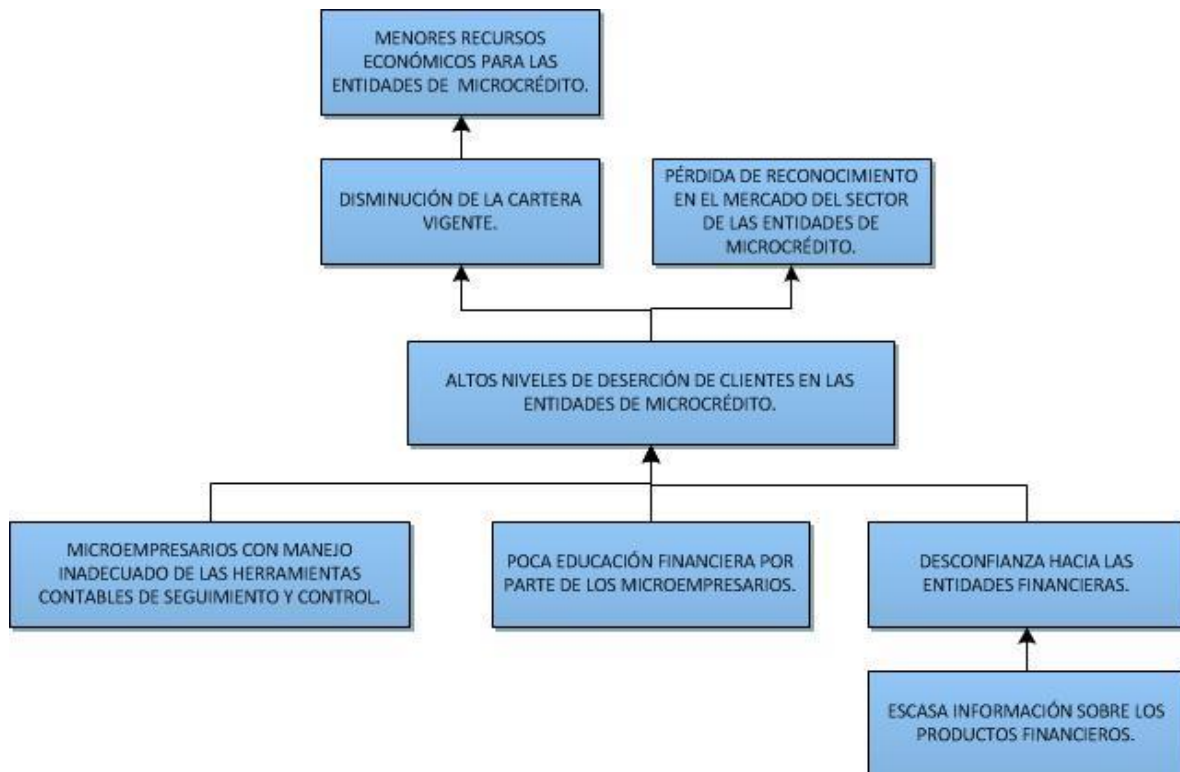 MENORES RECURSOS
ECONÓMICOS PARA LAS
ENTIDADES DE MICROCRÉDITO.
DISMINUCIÓN DE LA CARTERA
VIGENTE.
PÉRDIDA DE RECONOCIMIENTO
EN EL MERCADO DEL SECTOR
DE LAS ENTIDADES DE
MICROCRÉDITO.
ALTOS NIVELES DE DESERCIÓN DE CLIENTES EN LAS
ENTIDADES DE MICROCRÉDITO.
MICROEMPRESARIOS CON MANEJO
INADECUADO DE LAS HERRAMIENTAS
CONTABLES DE SEGUIMIENTO Y CONTROL.
POCA EDUCACIÓN FINANCIERA POR
PARTE DE LOS MICROEMPRESARIOS.
DESCONFIANZA HACIA LAS
ENTIDADES FINANCIERAS.
ESCASA INFORMACIÓN SOBRE LOS
PRODUCTOS FINANCIEROS.